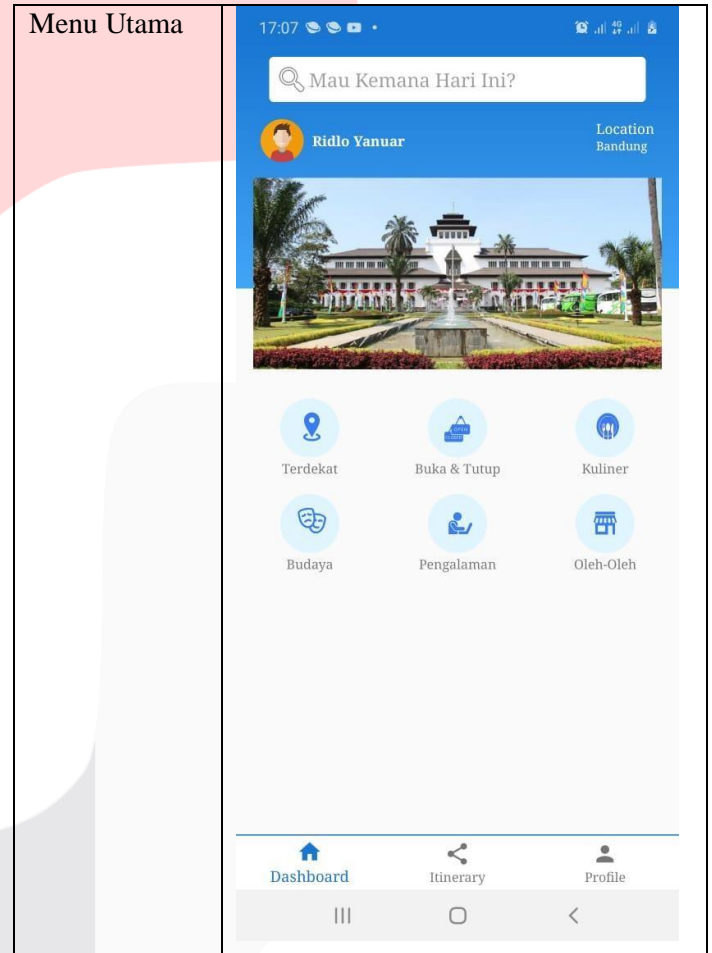 Menu Utama
17:07
4G
Mau Kemana Hari Ini?
Ridlo Yanuar
Location
Bandung
Terdekat
Buka & Tutup
Kuliner
Budaya
Pengalaman
Oleh-Oleh
Dashboard
Itinerary
Profile